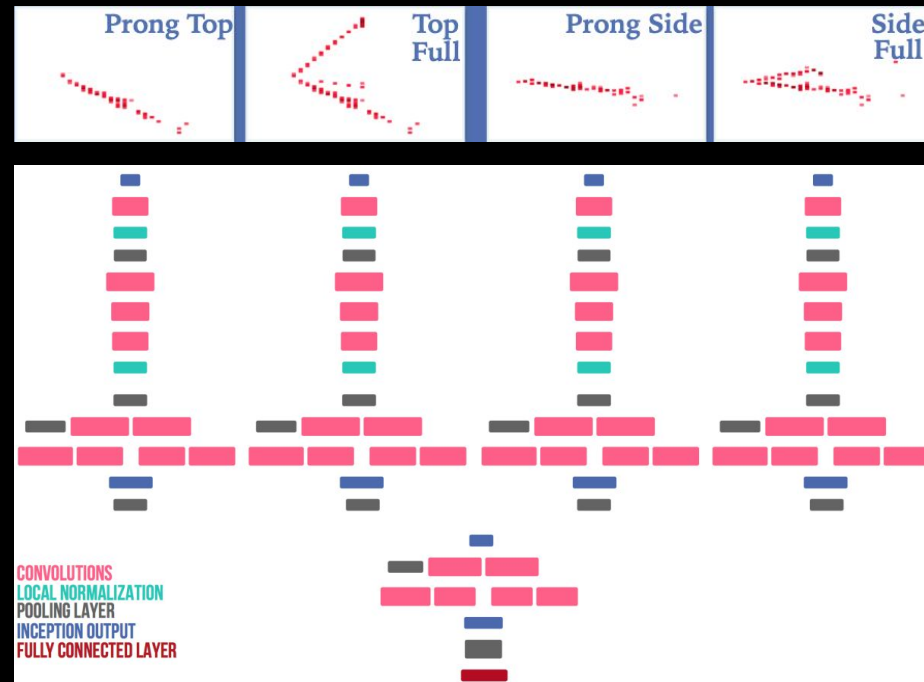 Prong Top
Top
Full
Prong Side
Side
Full
CONVOLUTIONS
LOCAL NORMALIZATION
POOLING LAYER
INCEPTION OUTPUT
FULLY CONNECTED LAYER